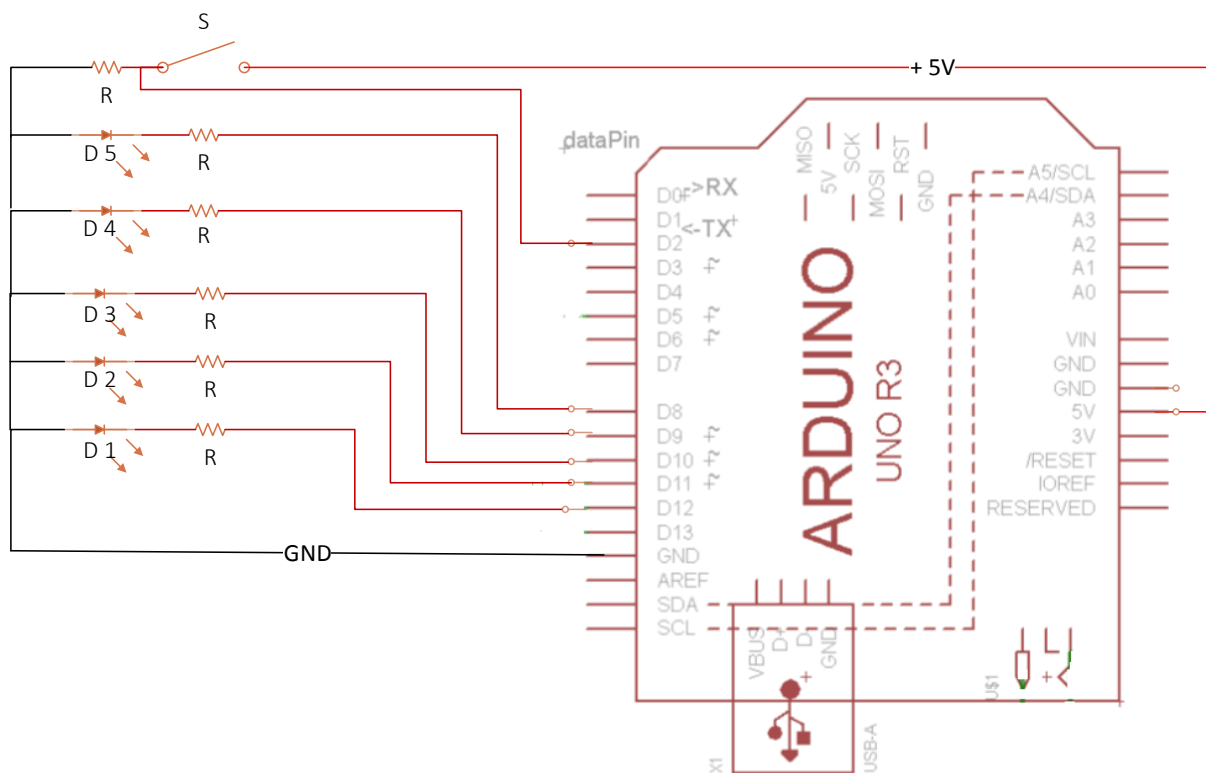 S
+ 5V
R
D 5
R
D 4
R
D 3
R
D 2
R
D 1
R
GND
dataPin
MISO
5V
SCK
MOSI
RST
GND
D0
->RX
D1
<-TX
D2
D3
D4
D5
D6
D7
D8
D9
D10
D11
D12
D13
GND
AREF
SDA
SCL
ARDUINO
UNO R3
A5/SCL
A4/SDA
A3
A2
A1
A0
VIN
GND
GND
5V
3V
/RESET
IOREF
RESERVED
VBUS
D+
D-
GND
X1
USB-A
U$1